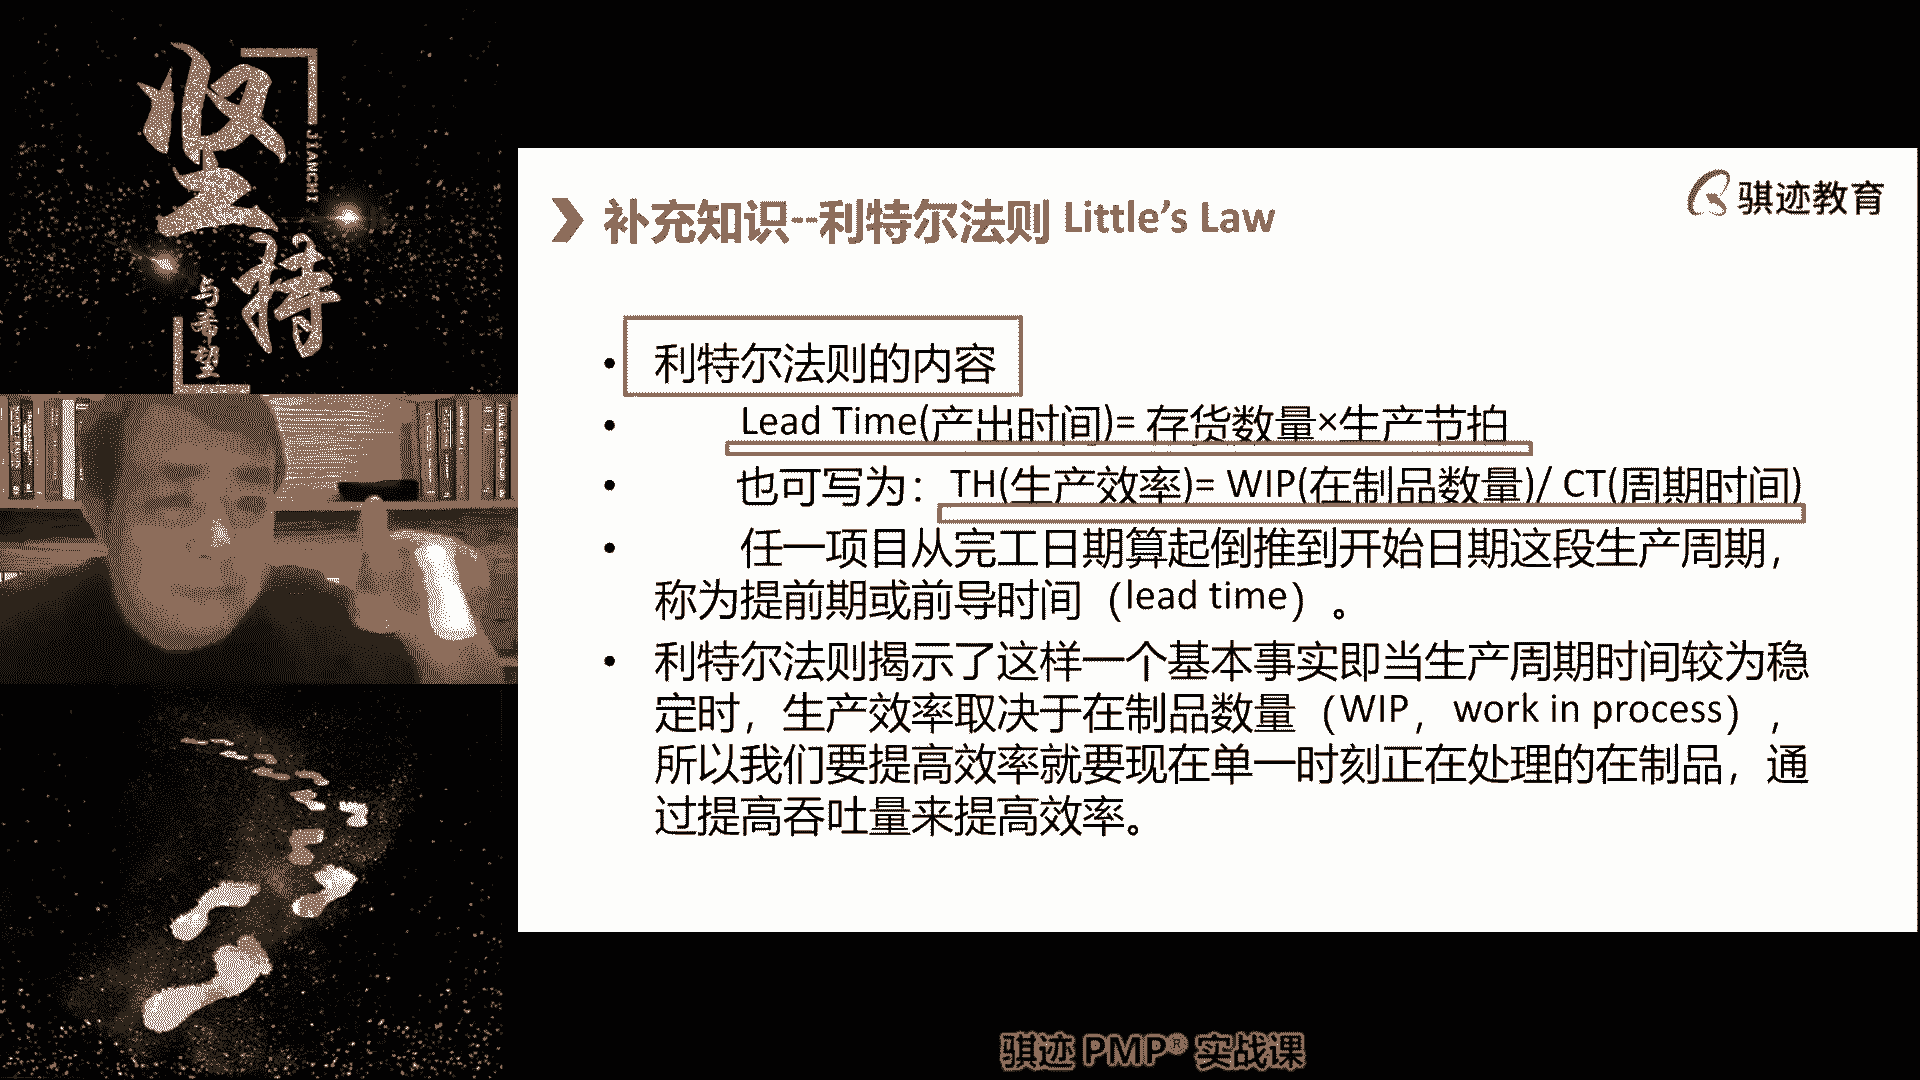 坚持
JIANCHI
与希望
骐迹教育
补充知识--利特尔法则 Little's Law
• 利特尔法则的内容
• Lead Time(产出时间)= 存货数量×生产节拍
• 也可写为：TH(生产效率)= WIP(在制品数量)/ CT(周期时间)
• 任一项目从完工日期算起倒推到开始日期这段生产周期，
称为提前期或前导时间（lead time）。
• 利特尔法则揭示了这样一个基本事实即当生产周期时间较为稳
定时，生产效率取决于在制品数量（WIP，work in process），
所以我们要提高效率就要现在单一时刻正在处理的在制品，通
过提高吞吐量来提高效率。
骐迹 PMP® 实战课